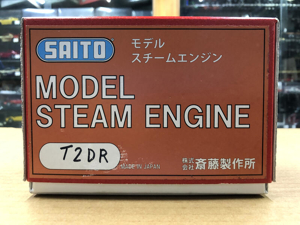 SAITO
モデル
スチームエンジン
MODEL
STEAM ENGINE
T2DR
JAPAN
株式会社 斎藤製作所